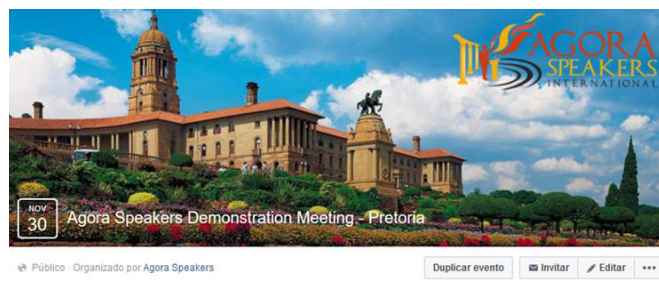 AGORA
SPEAKERS
INTERNATIONAL
NOV
30
Agora Speakers Demonstration Meeting - Pretoria
Público · Organizado por Agora Speakers
Duplicar evento
Invitar
Editar